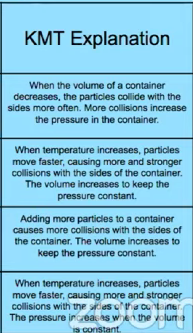 KMT Explanation
When the volume of a container
decreases, the particles collide with the
sides more often. More collisions increase
the pressure in the container.
When temperature increases, particles
move faster, causing more and stronger
collisions with the sides of the container.
The volume increases to keep the
pressure constant.
Adding more particles to a container
causes more collisions with the sides of
the container. The volume increases to
keep the pressure constant.
When temperature increases, particles
move faster, causing more and stronger
collisions with the sides of the container.
The pressure increases when the volume
is constant.